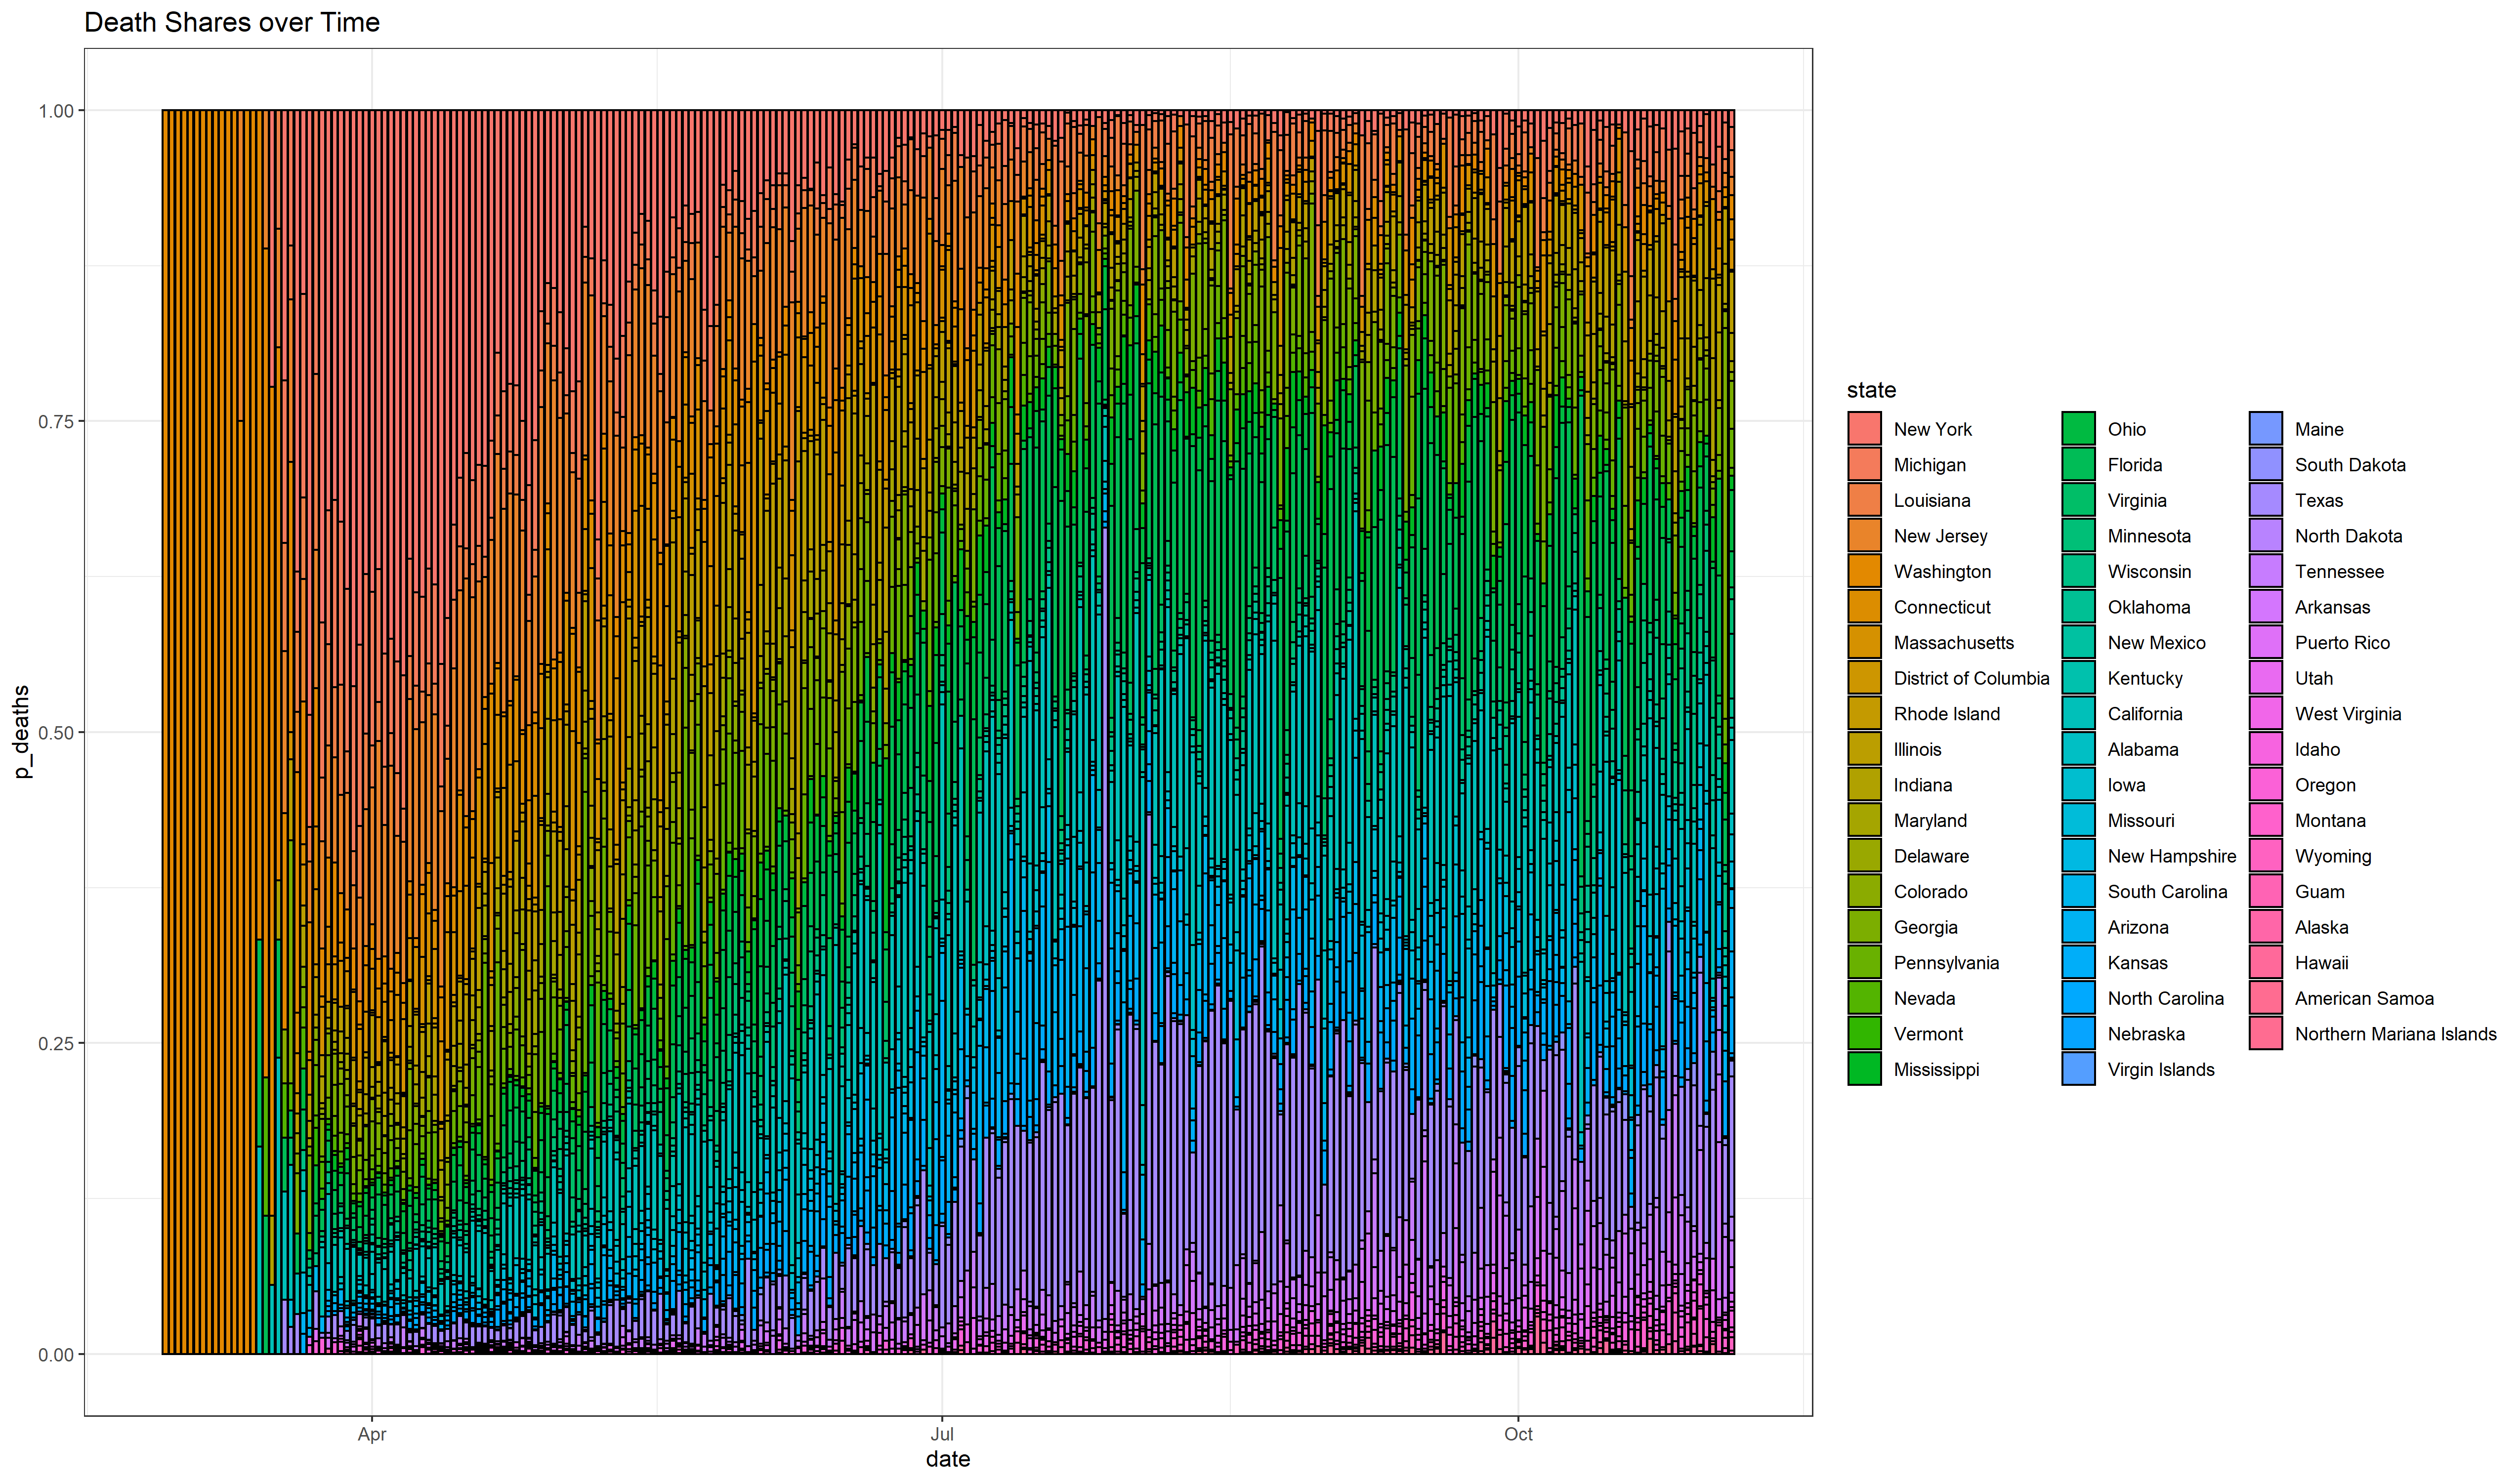 Death Shares over Time
1.00
0.75
0.50
0.25
0.00
p_deaths
Apr
Jul
Oct
date
state
New York
Michigan
Louisiana
New Jersey
Washington
Connecticut
Massachusetts
District of Columbia
Rhode Island
Illinois
Indiana
Maryland
Delaware
Colorado
Georgia
Pennsylvania
Nevada
Vermont
Mississippi
Ohio
Florida
Virginia
Minnesota
Wisconsin
Oklahoma
New Mexico
Kentucky
California
Alabama
Iowa
Missouri
New Hampshire
South Carolina
Arizona
Kansas
North Carolina
Nebraska
Virgin Islands
Maine
South Dakota
Texas
North Dakota
Tennessee
Arkansas
Puerto Rico
Utah
West Virginia
Idaho
Oregon
Montana
Wyoming
Guam
Alaska
Hawaii
American Samoa
Northern Mariana Islands